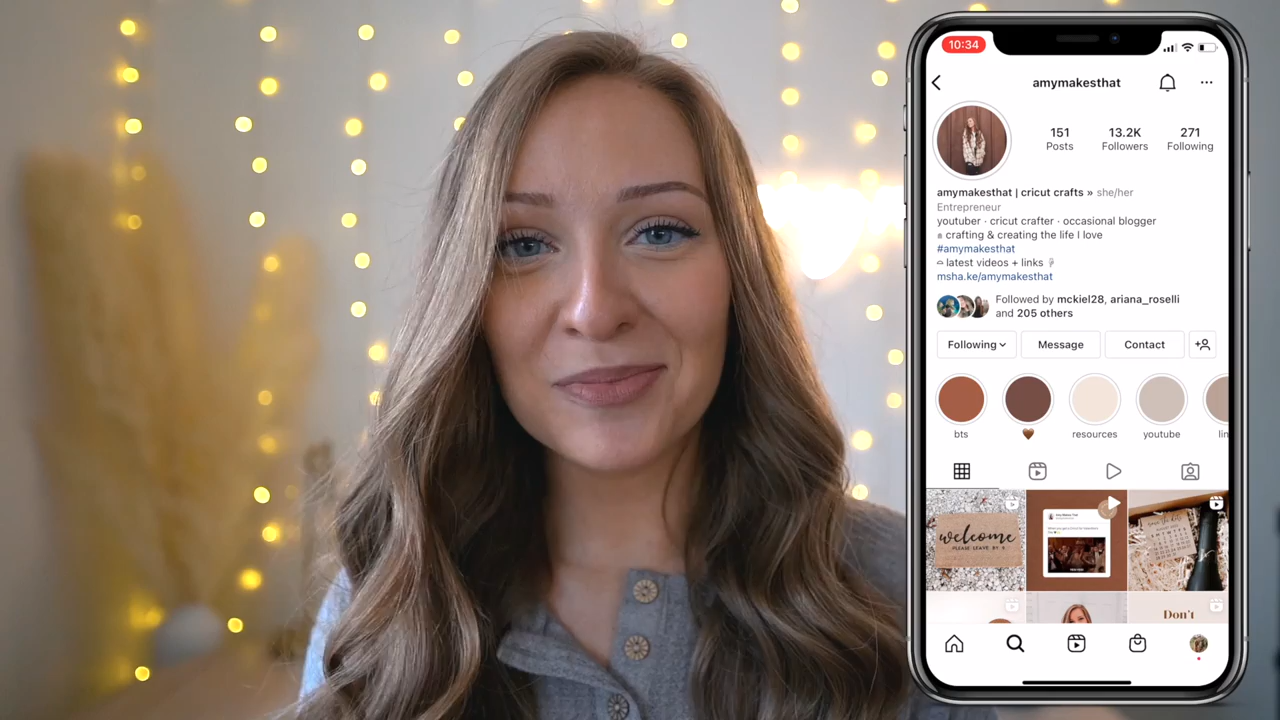 10:34
amymakesthat
151
13.2K
271
Posts
Followers
Following
amymakesthat | cricut crafts » she/her
Entrepreneur
youtuber · cricut crafter · occasional blogger
crafting & creating the life I love
#amymakesthat
latest videos + links
msha.ke/amymakesthat
Followed by mckiel28, ariana_roselli
and 205 others
Following
Message
Contact
bts
resources
youtube
lin
welcome
PLEASE LEAVE BY 9
Don't